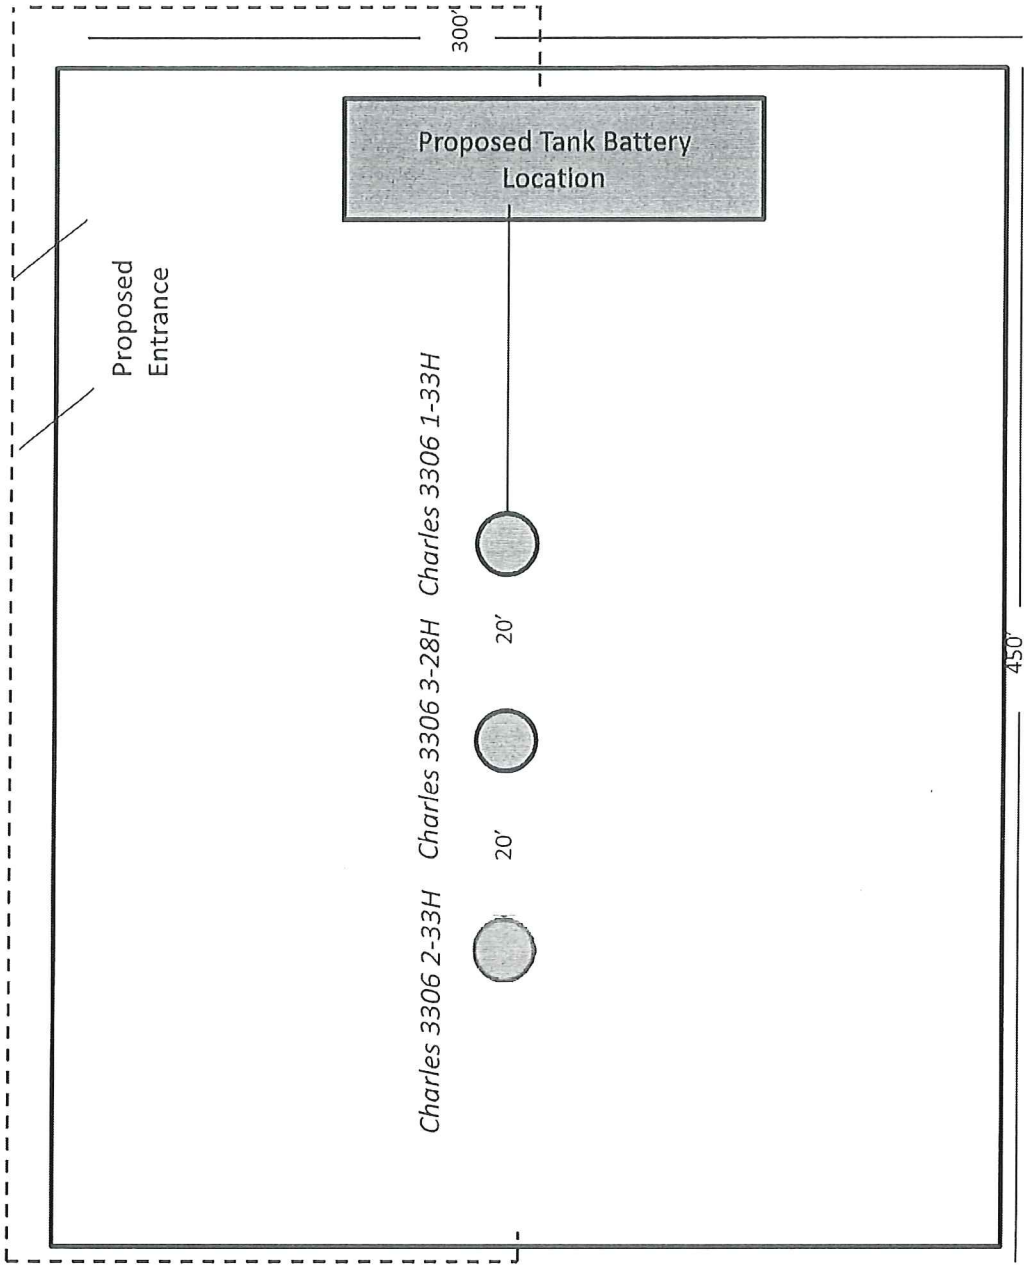 300'
Proposed Tank Battery
Location
Proposed
Entrance
Charles 3306 1-33H
20'
Charles 3306 3-28H
20'
Charles 3306 2-33H
450'